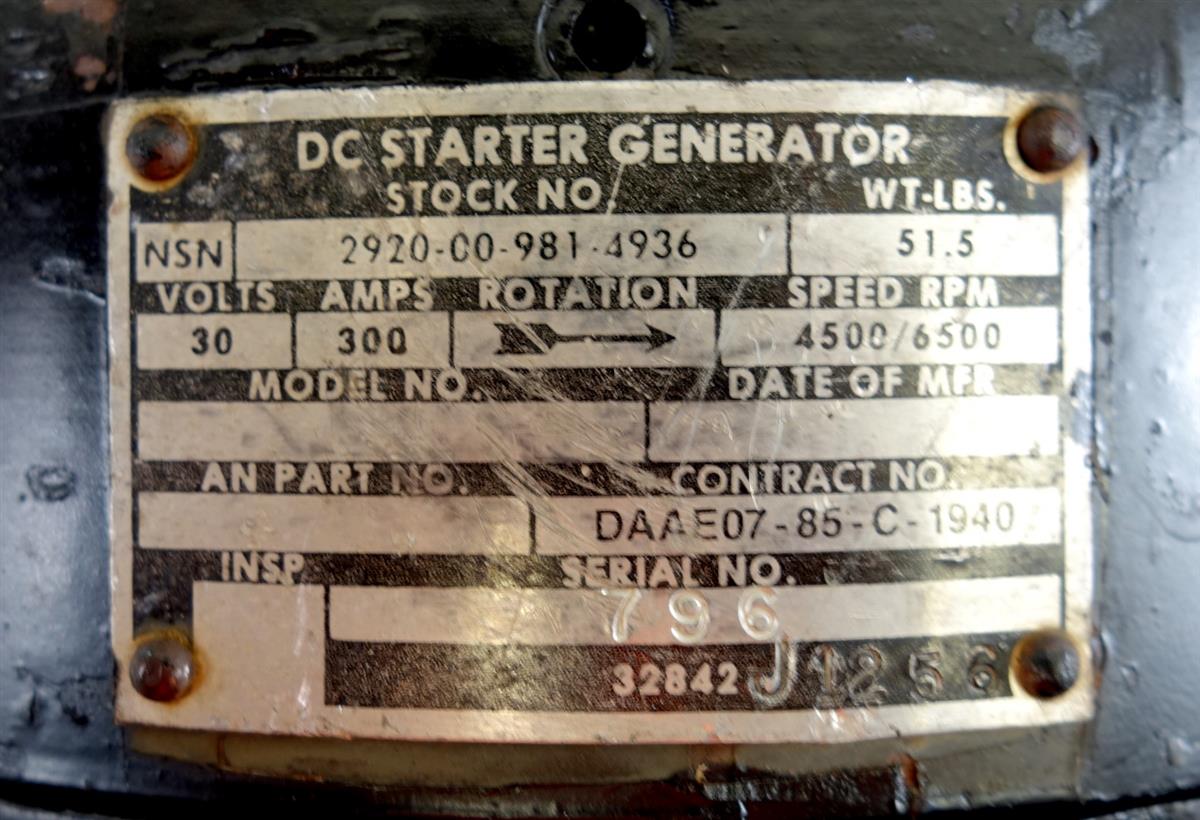 DC STARTER GENERATOR
STOCK NO. WT-LBS.
NSN 2920-00-981-4936 51.5
VOLTS AMPS ROTATION SPEED RPM
30 300 4500/6500
MODEL NO. DATE OF MFR
AN PART NO. CONTRACT NO.
DAAE07-85-C-1940
INSP SERIAL NO.
796
32842 J1256